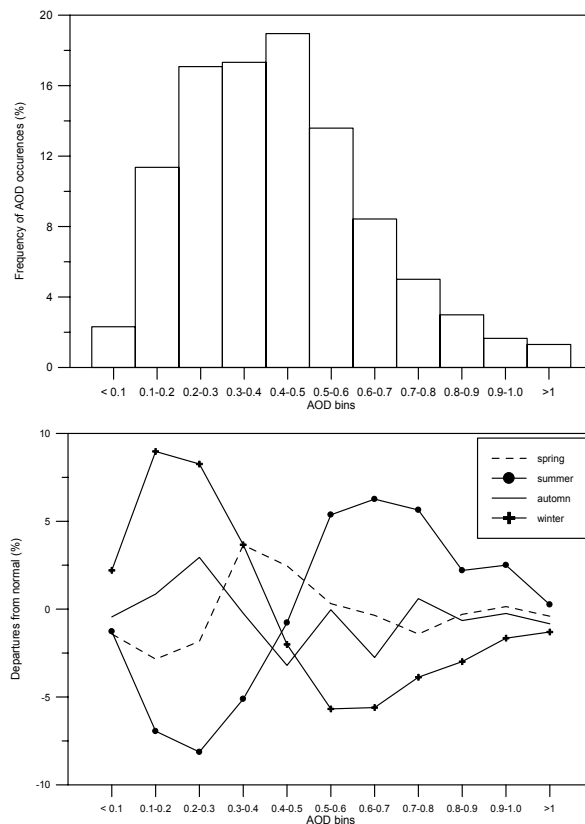 20
16
12
8
4
0
Frequency of AOD occurences (%)
< 0.1 0.1-0.2 0.2-0.3 0.3-0.4 0.4-0.5 0.5-0.6 0.6-0.7 0.7-0.8 0.8-0.9 0.9-1.0 >1
AOD bins
10
5
0
-5
-10
Departures from normal (%)
spring
summer
automn
winter
< 0.1 0.1-0.2 0.2-0.3 0.3-0.4 0.4-0.5 0.5-0.6 0.6-0.7 0.7-0.8 0.8-0.9 0.9-1.0 >1
AOD bins